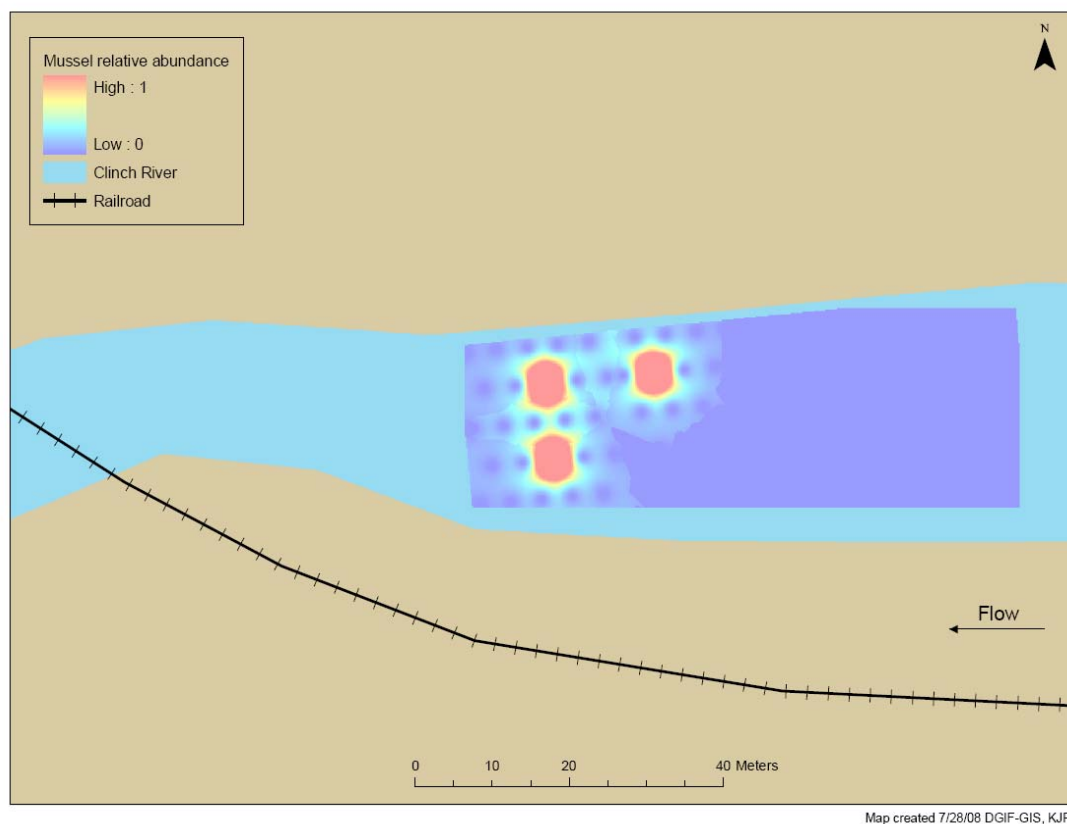 Mussel relative abundance
High : 1
Low : 0
Clinch River
Railroad
N
Flow
0 10 20 40 Meters
Map created 7/28/08 DGIF-GIS, KJF